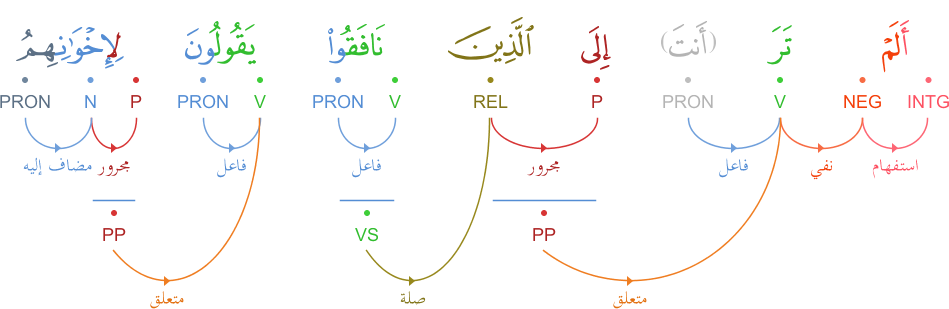 أَلَمْ تَرَ (أَنتَ) إِلَى ٱلَّذِينَ نَافَقُوا۟ يَقُولُونَ لِإِخْوَٰنِهِمُ
INTG NEG V PRON P REL V PRON V PRON P N PRON
استفهام نفي فاعل مجرور فاعل فاعل مجرور مضاف إليه
PP VS PP
متعلق صلة متعلق